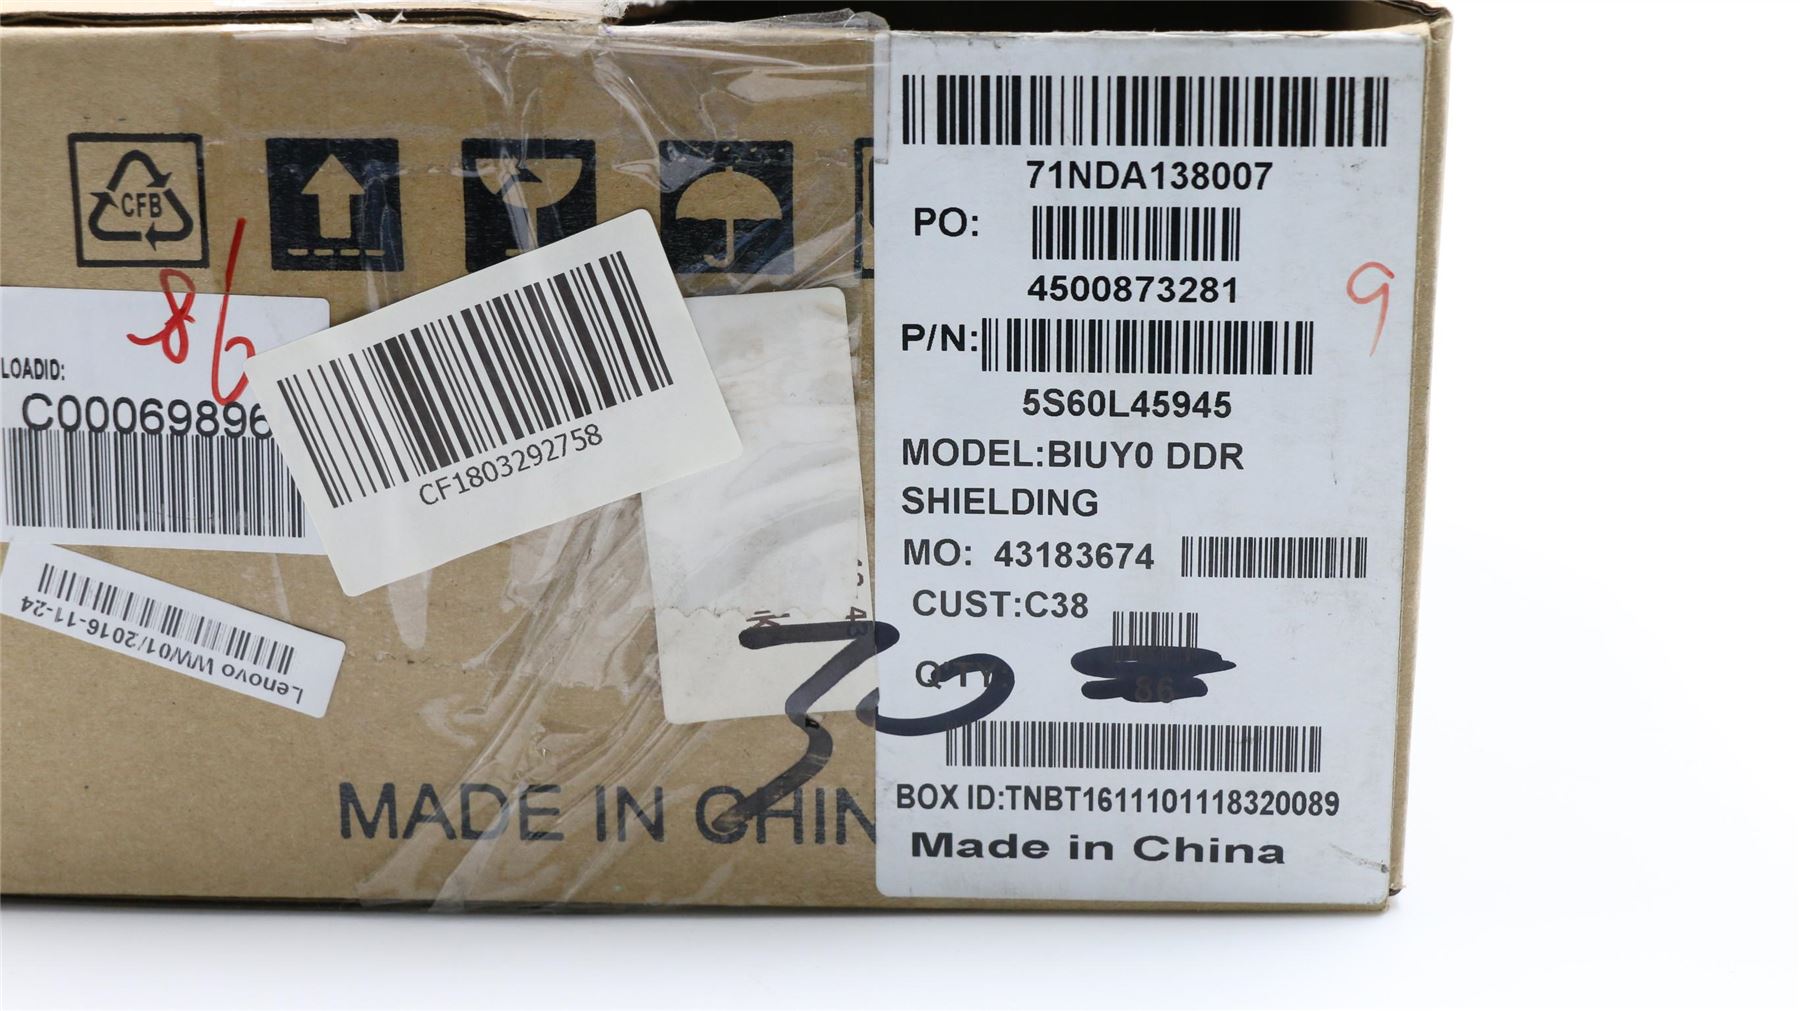 CFB
86
LOADID:
C00069896
CF1803292758
Lenovo WW01/2016-11-24
30
MADE IN CHIN
71NDA138007
PO:
4500873281
9
P/N:
5S60L45945
MODEL:BIUY0 DDR
SHIELDING
MO: 43183674
CUST:C38
Q'TY:
86
BOX ID:TNBT1611101118320089
Made in China